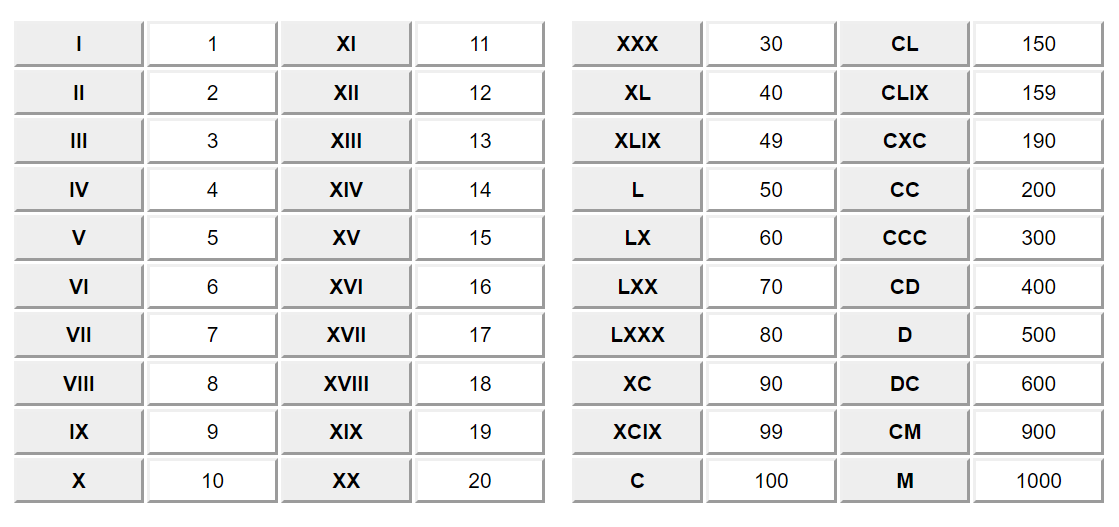 I 1 XI 11 XXX 30 CL 150
II 2 XII 12 XL 40 CLIX 159
III 3 XIII 13 XLIX 49 CXC 190
IV 4 XIV 14 L 50 CC 200
V 5 XV 15 LX 60 CCC 300
VI 6 XVI 16 LXX 70 CD 400
VII 7 XVII 17 LXXX 80 D 500
VIII 8 XVIII 18 XC 90 DC 600
IX 9 XIX 19 XCIX 99 CM 900
X 10 XX 20 C 100 M 1000